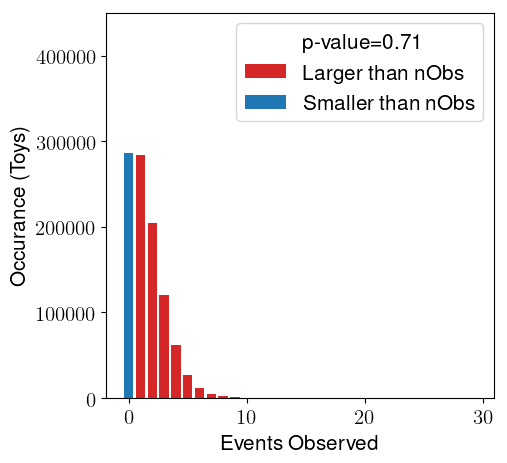 p-value=0.71
Larger than nObs
Smaller than nObs
400000
300000
200000
100000
0
Occurance (Toys)
0 10 20 30
Events Observed